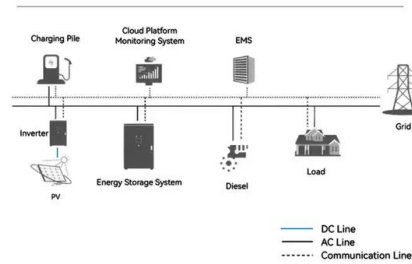 Charging Pile
Cloud Platform
Monitoring System
EMS
Grid
Inverter
PV
Energy Storage System
Diesel
Load
DC Line
AC Line
Communication Line